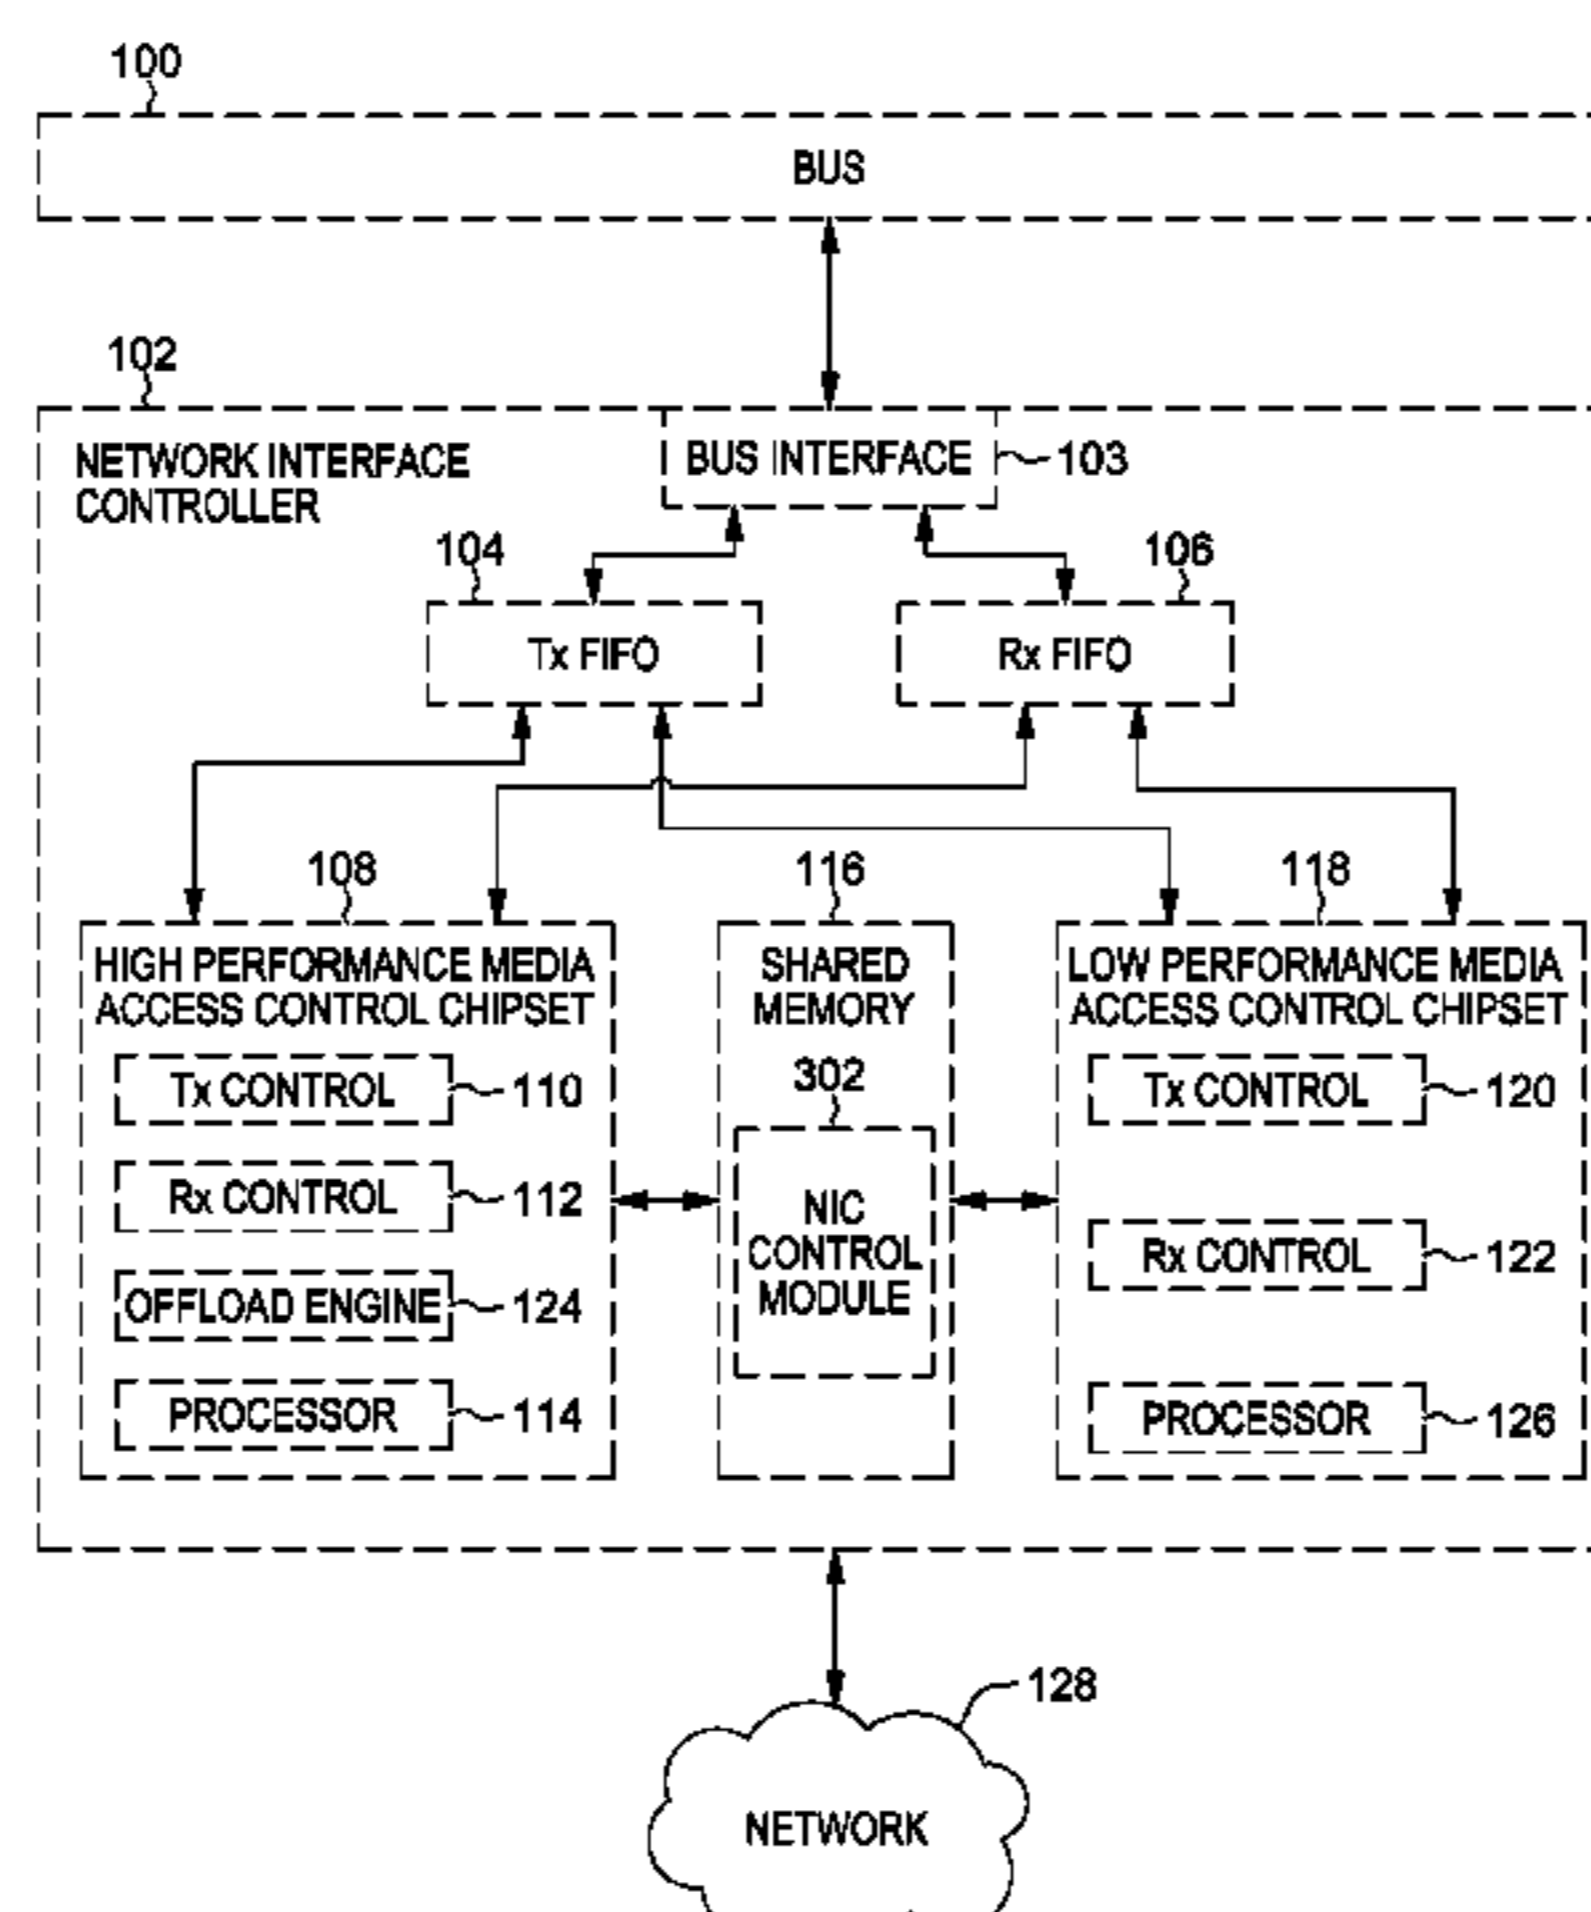 100
BUS
102
NETWORK INTERFACE
CONTROLLER
BUS INTERFACE
103
104
106
Tx FIFO
Rx FIFO
108
116
118
HIGH PERFORMANCE MEDIA
ACCESS CONTROL CHIPSET
SHARED
MEMORY
LOW PERFORMANCE MEDIA
ACCESS CONTROL CHIPSET
Tx CONTROL
110
302
Tx CONTROL
120
Rx CONTROL
112
NIC
CONTROL
MODULE
Rx CONTROL
122
OFFLOAD ENGINE
124
PROCESSOR
114
PROCESSOR
126
128
NETWORK